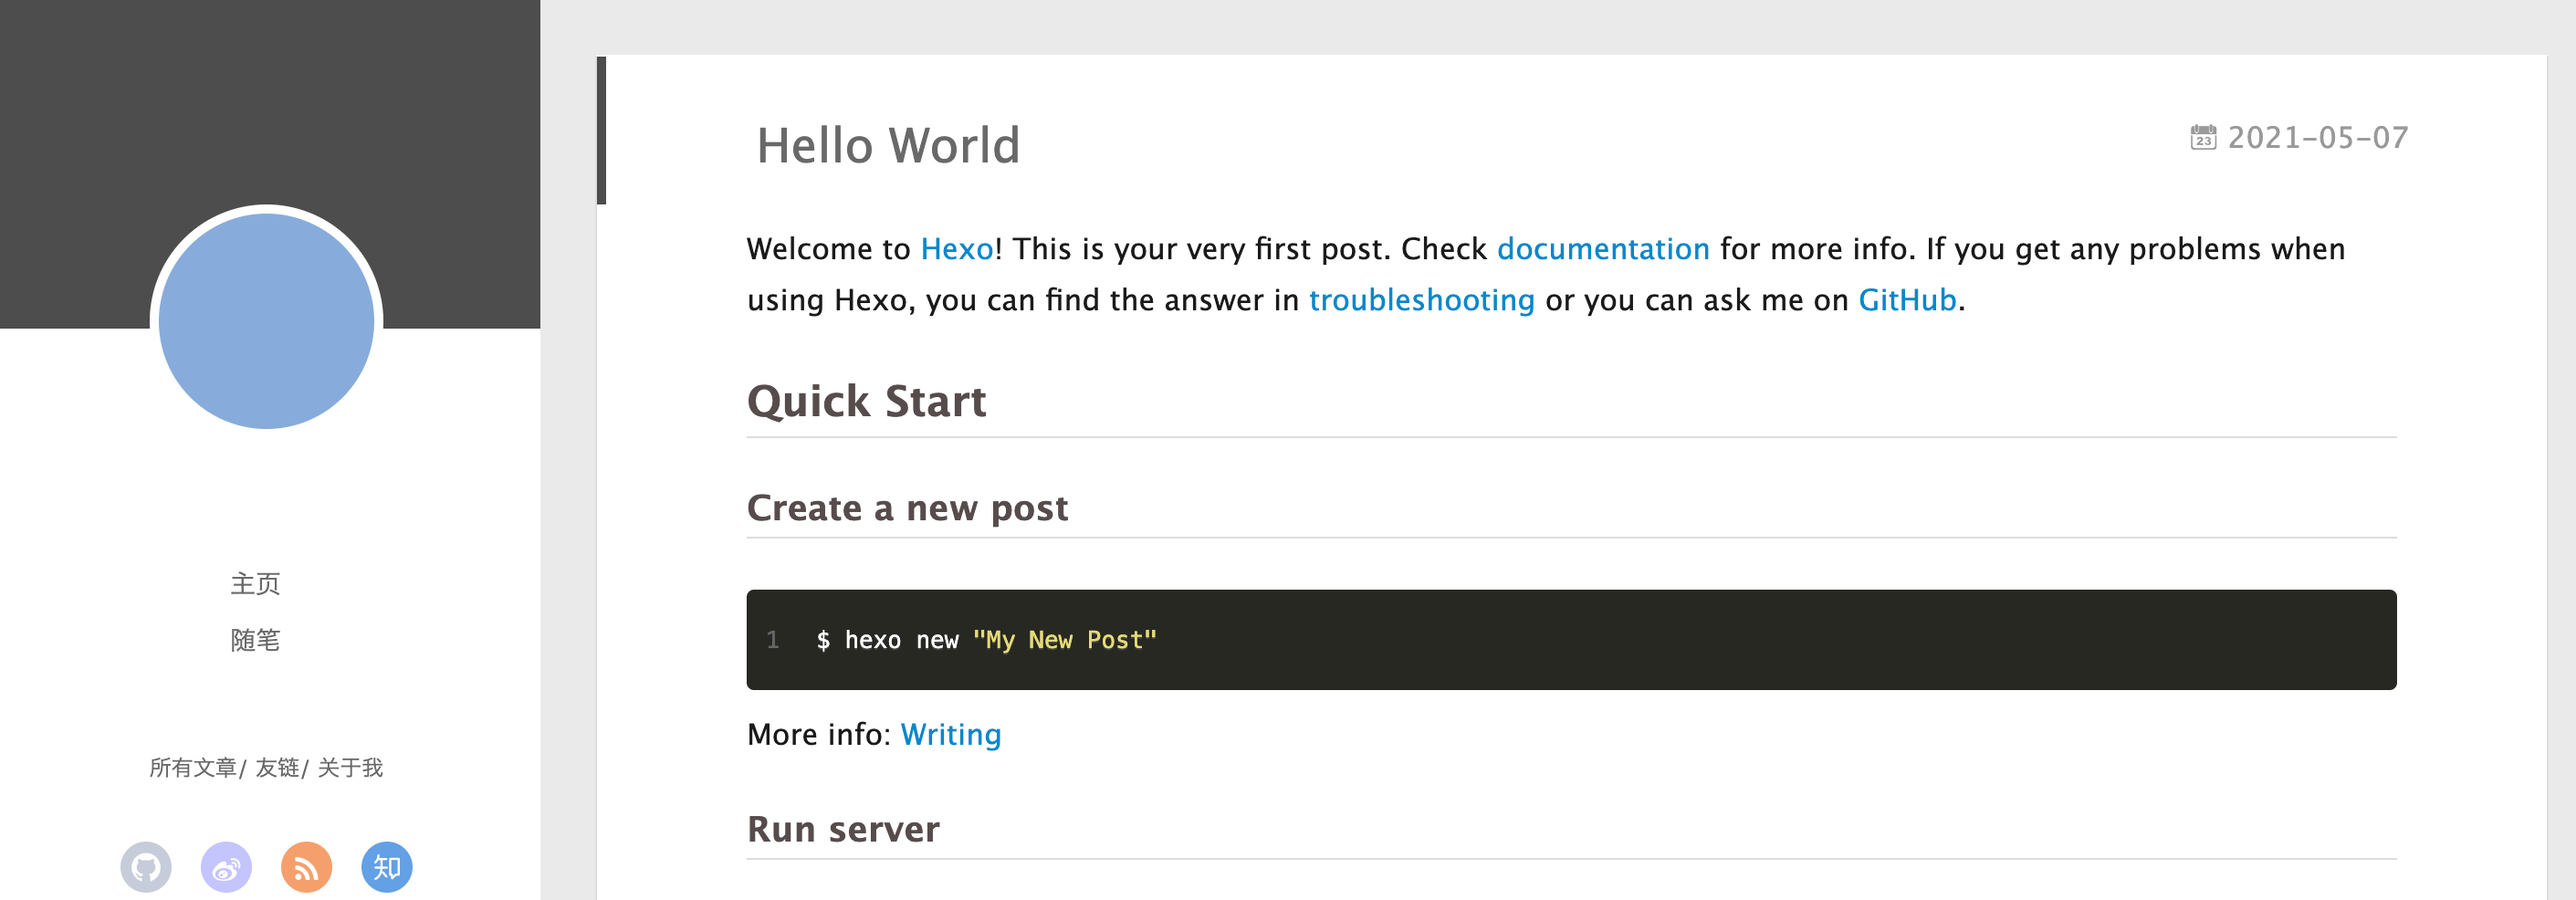 主页
随笔
所有文章/ 友链/ 关于我
知
Hello World
23 2021-05-07
Welcome to Hexo! This is your very first post. Check documentation for more info. If you get any problems when
using Hexo, you can find the answer in troubleshooting or you can ask me on GitHub.
Quick Start
Create a new post
1 $ hexo new "My New Post"
More info: Writing
Run server